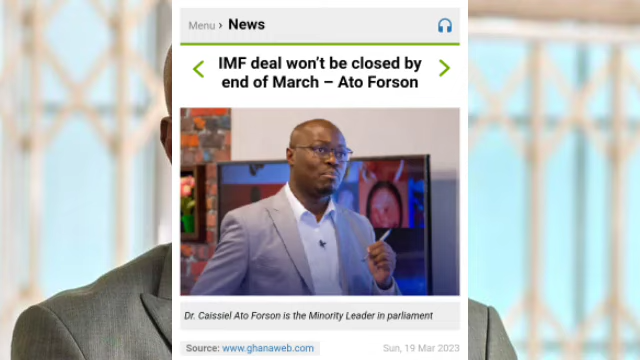 Menu › News
IMF deal won't be closed by
end of March – Ato Forson
Dr. Caissiel Ato Forson is the Minority Leader in parliament
Source: www.ghanaweb.com Sun, 19 Mar 2023